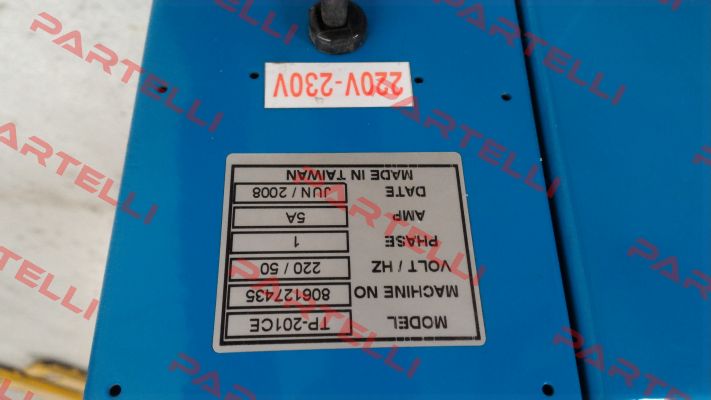 MODEL TP-201CE
MACHINE NO 806127435
VOLT / HZ 220 / 50
PHASE 1
AMP 5A
DATE JUN / 2008
MADE IN TAIWAN
220V-230V
PARTELLI
PARTELLI
PARTELLI
PARTELLI
PARTELLI
PARTELLI
PARTELLI
PARTELLI